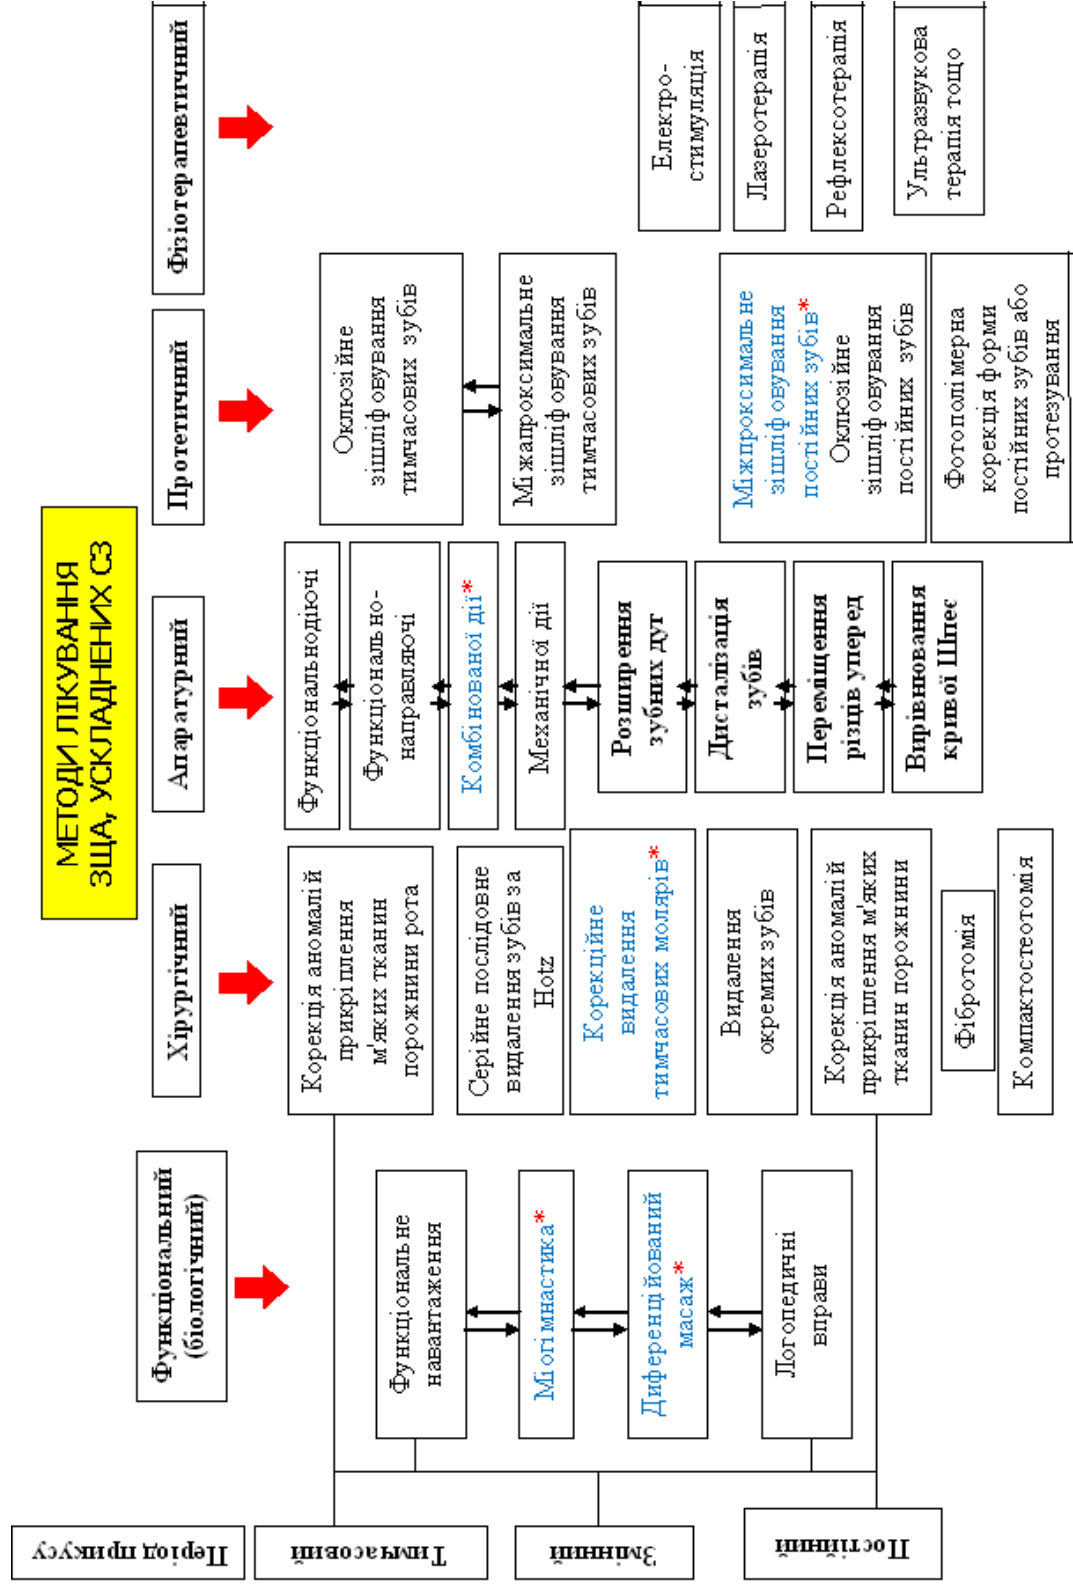 МЕТОДИ ЛІКУВАННЯ
ЗЩА, УСКЛАДНЕНИХ СЗ
Період прикусу
Функціональний
(біологічний)
Хірургічний
Апаратурний
Протетичний
Фізіотерапевтичний
Тимчасовий
Змінний
Постійний
Функціональне
навантаження
Міогімнастика*
Диференційований
масаж*
Логопедичні
вправи
Корекція аномалій
прикріплення
м'яких тканин
порожнини рота
Серійне послідовне
видалення зубів за
Hotz
Корекційне
видалення
тимчасових молярів*
Видалення
окремих зубів
Корекція аномалій
прикріплення м'яких
тканин порожнини
Фібротомія
Компактостеотомія
Функціональнодіючі
Функціонально-
направляючі
Комбінованої дії*
Механічної дії
Розширення
зубних дуг
Дисталізація
зубів
Переміщення
різців уперед
Вирівнювання
кривої Шпеє
Оклюзійне
зішліфовування
тимчасових зубів
Міжапроксимальне
зішліфовування
тимчасових зубів
Міжпроксимальне
зішліфовування
постійних зубів*
Оклюзійне
зішліфовування
постійних зубів
Фотополімерна
корекція форми
постійних зубів або
протезування
Електро-
стимуляція
Лазеротерапія
Рефлексотерапія
Ультразвукова
терапія тощо